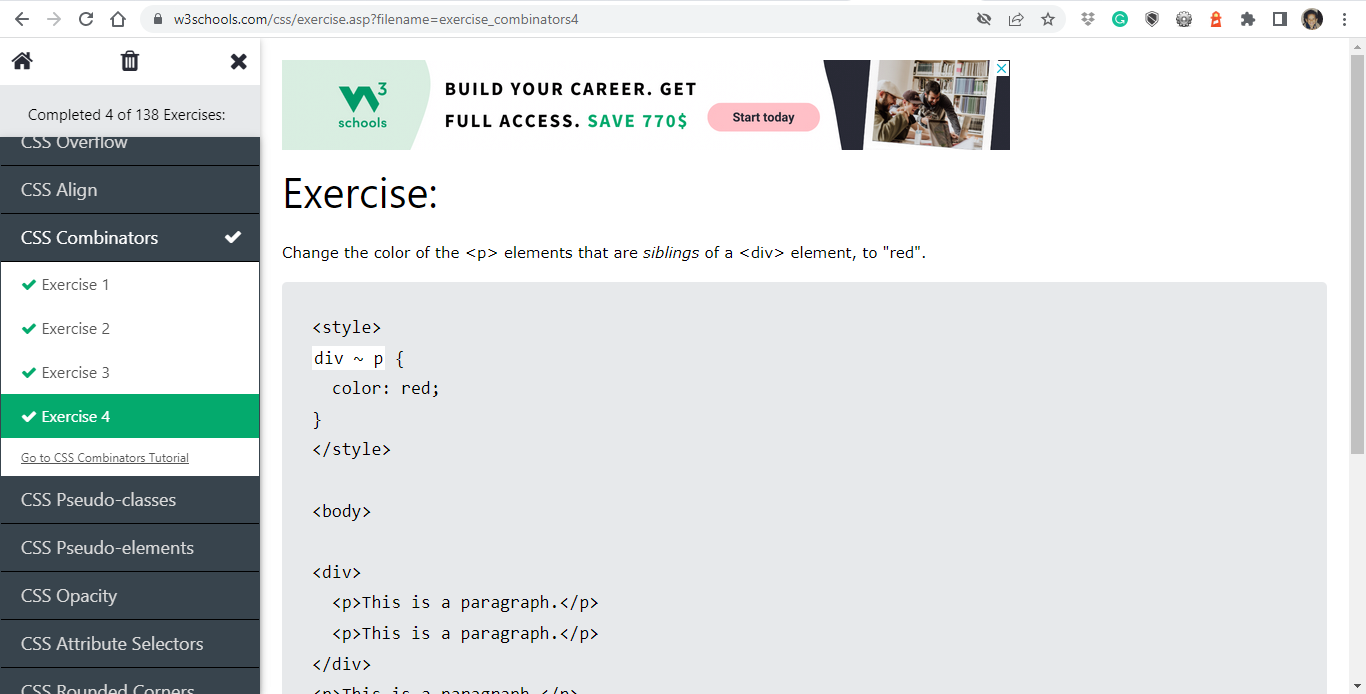 w3schools.com/css/exercise.asp?filename=exercise_combinators4
Completed 4 of 138 Exercises:
CSS Overflow
CSS Align
CSS Combinators
Exercise 1
Exercise 2
Exercise 3
Exercise 4
Go to CSS Combinators Tutorial
CSS Pseudo-classes
CSS Pseudo-elements
CSS Opacity
CSS Attribute Selectors
CSS Rounded Corners
W3
schools
BUILD YOUR CAREER. GET
FULL ACCESS. SAVE 770$
Start today
Exercise:
Change the color of the <p> elements that are siblings of a <div> element, to "red".
<style>
div ~ p {
  color: red;
}
</style>
<body>
<div>
  <p>This is a paragraph.</p>
  <p>This is a paragraph.</p>
</div>
<p>This is a paragraph.</p>